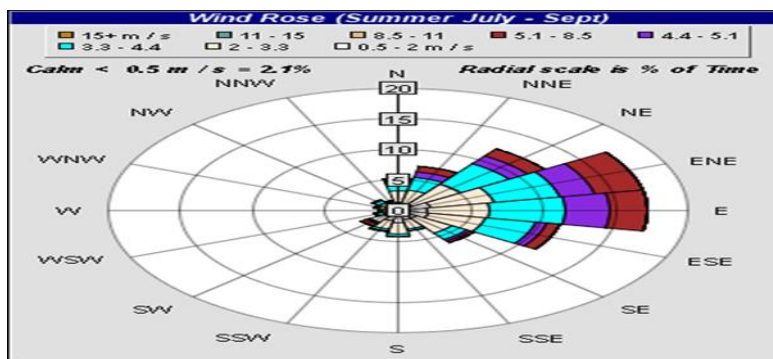 Wind Rose (Summer July - Sept)
15+ m / s 11 - 15 8.5 - 11 5.1 - 8.5 4.4 - 5.1
3.3 - 4.4 2 - 3.3 0.5 - 2 m / s
Calm < 0.5 m / s = 2.1% Radial scale is % of Time
N
NNW NNE
20
NW NE
15
10
WNW ENE
5
W 0 E
WSW ESE
SW SE
SSW SSE
S